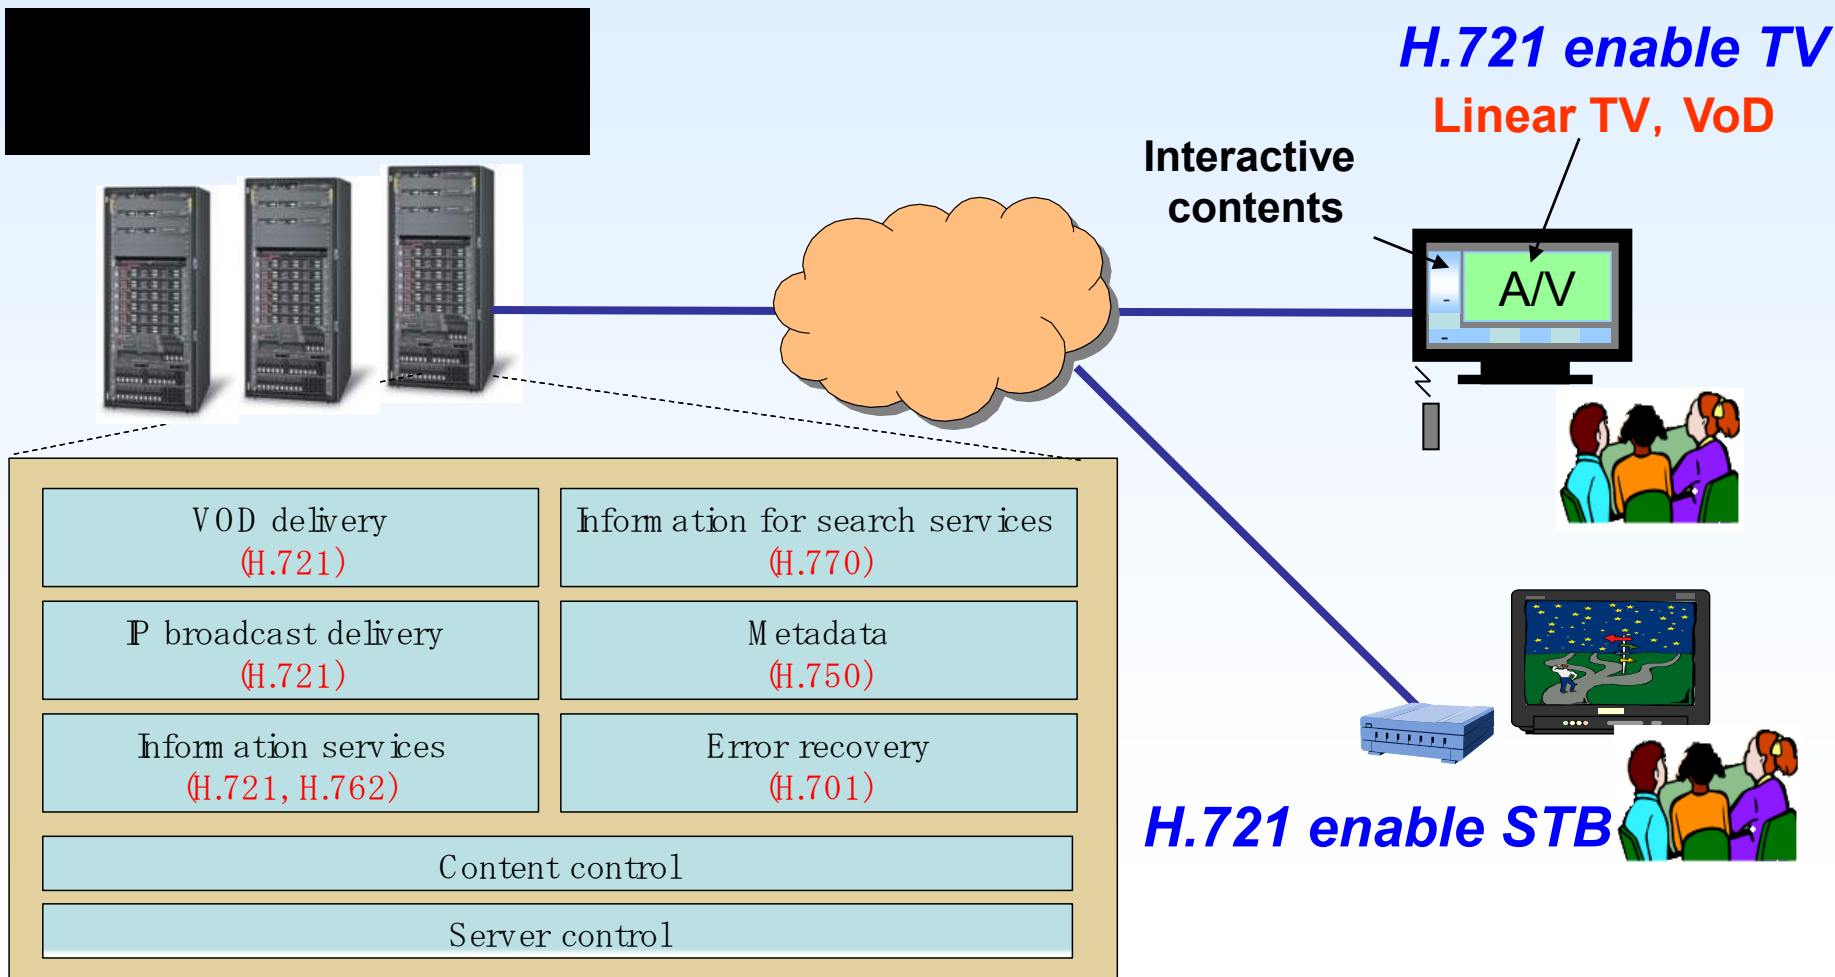 H.721 enable TV
Linear TV, VoD
Interactive
contents
A/V
VOD delivery
(H.721)
Information for search services
(H.770)
IP broadcast delivery
(H.721)
Metadata
(H.750)
Information services
(H.721, H.762)
Error recovery
(H.701)
Content control
Server control
H.721 enable STB